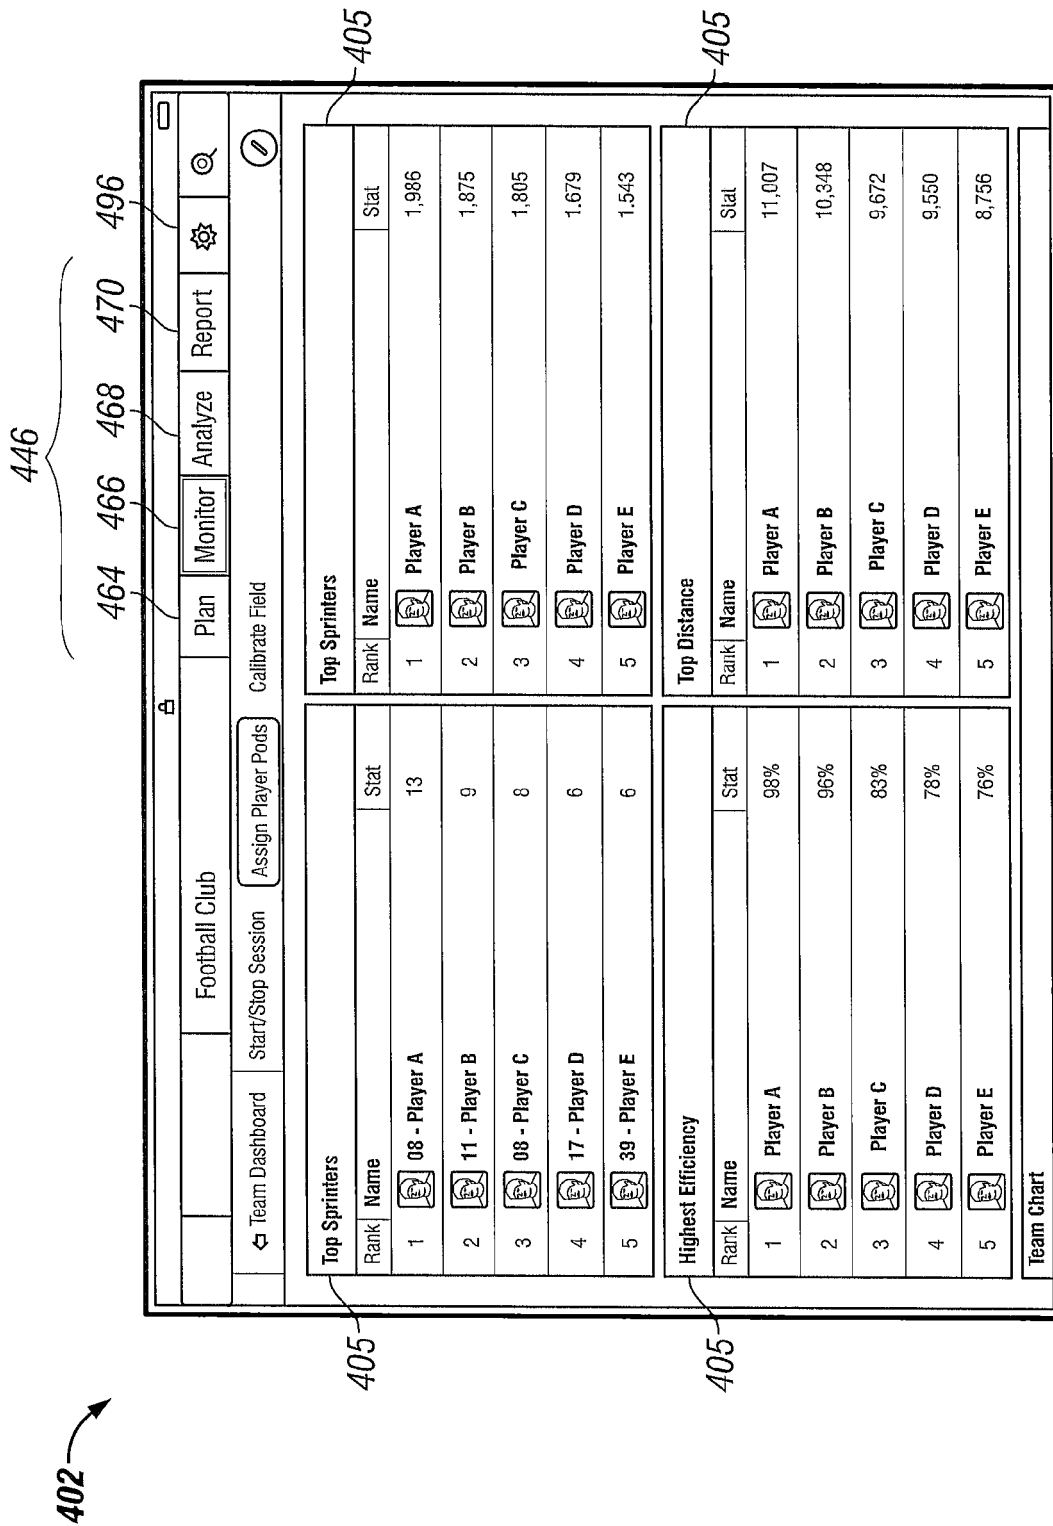 402
446
464 466 468 470 496
Football Club Plan Monitor Analyze Report
Team Dashboard Start/Stop Session Assign Player Pods Calibrate Field
405
405
Top Sprinters
Rank Name Stat
1 08 - Player A 13
2 11 - Player B 9
3 08 - Player C 8
4 17 - Player D 6
5 39 - Player E 6
Top Sprinters
Rank Name Stat
1 Player A 1,986
2 Player B 1,875
3 Player C 1,805
4 Player D 1.679
5 Player E 1.543
405
405
Highest Efficiency
Rank Name Stat
1 Player A 98%
2 Player B 96%
3 Player C 83%
4 Player D 78%
5 Player E 76%
Top Distance
Rank Name Stat
1 Player A 11,007
2 Player B 10,348
3 Player C 9,672
4 Player D 9,550
5 Player E 8,756
Team Chart